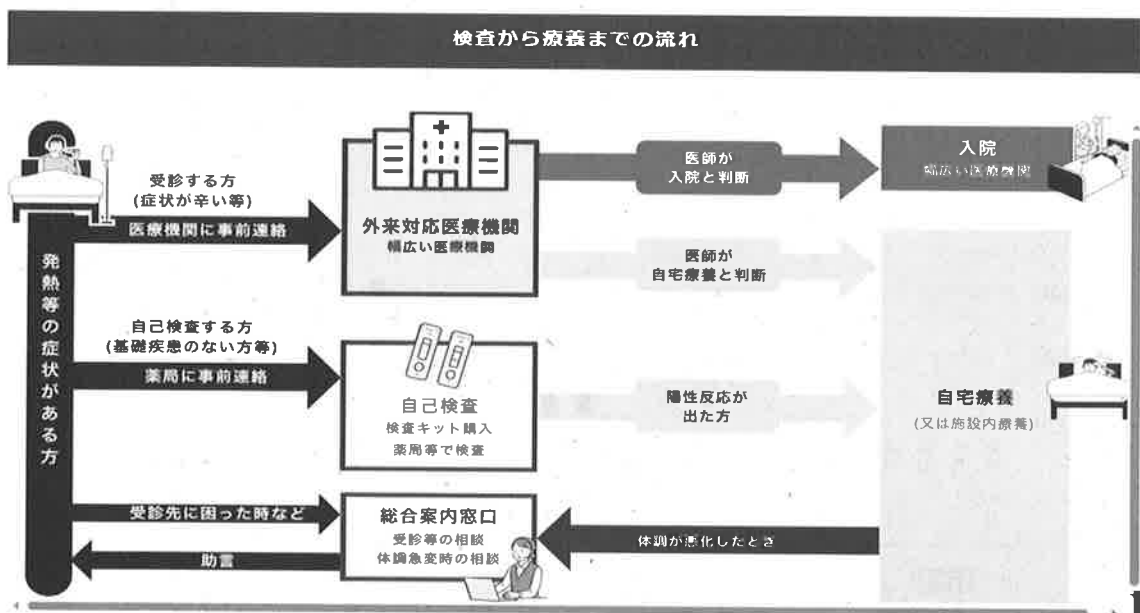 検査から療養までの流れ
発熱等の症状がある方
受診する方
(症状が辛い等)
医療機関に事前連絡
外来対応医療機関
幅広い医療機関
医師が
入院と判断
入院
幅広い医療機関
医師が
自宅療養と判断
自己検査する方
(基礎疾患のない方等)
薬局に事前連絡
自己検査
検査キット購入
薬局等で検査
陽性反応が
出た方
自宅療養
(又は施設内療養)
受診先に困った時など
助言
総合案内窓口
受診等の相談
体調急変時の相談
体調が悪化したとき